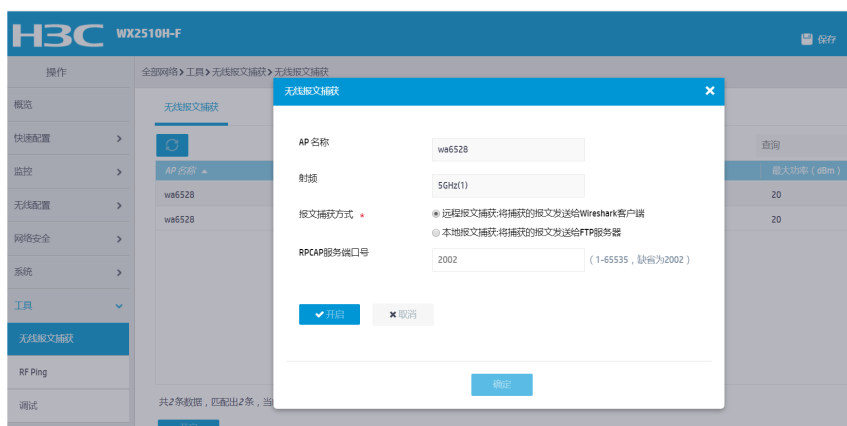 H3C WX2510H-F
保存
操作
全部网络>工具>无线报文捕获>无线报文捕获
概览
无线报文捕获
快速配置
监控
无线配置
网络安全
系统
工具
无线报文捕获
RF Ping
调试
查询
AP 名称
最大功率(dBm)
wa6528
20
wa6528
20
共2条数据,匹配出2条,当
无线报文捕获
AP 名称
wa6528
射频
5GHz(1)
报文捕获方式 *
远程报文捕获:将捕获的报文发送给Wireshark客户端
本地报文捕获:将捕获的报文发送给FTP服务器
RPCAP服务端口号
2002
(1-65535,缺省为2002)
开启
取消
确定